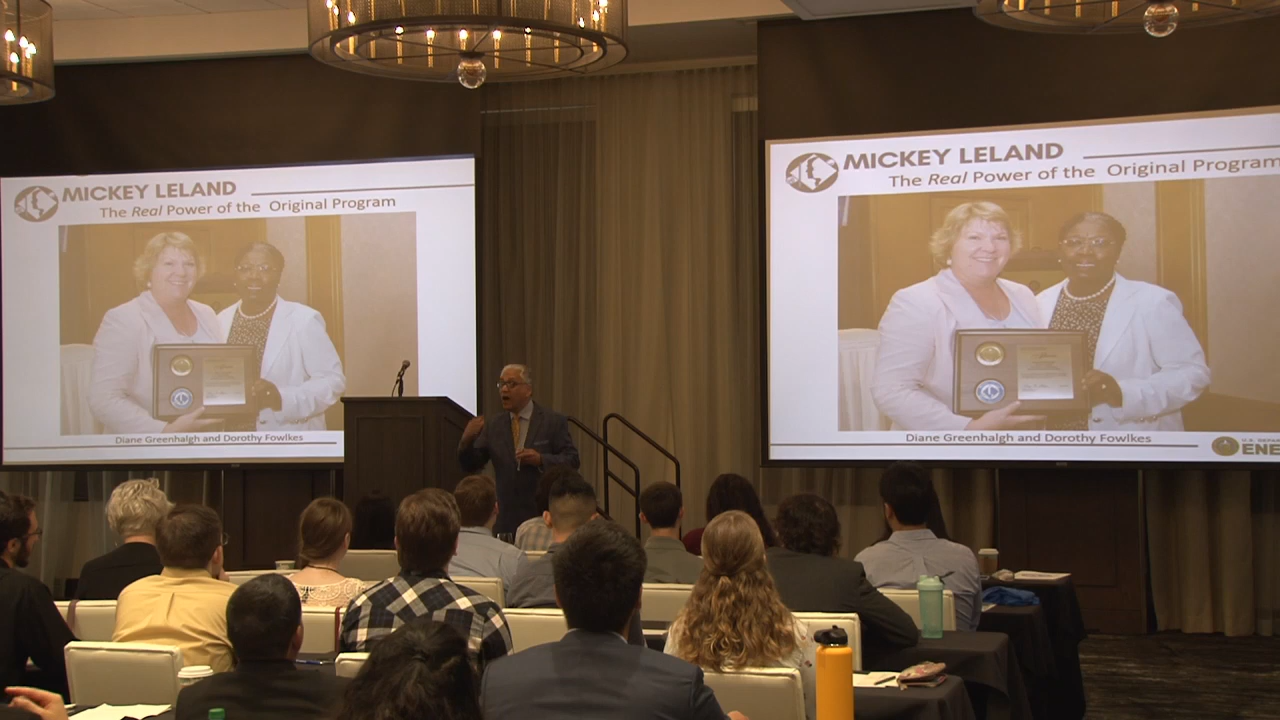 MICKEY LELAND
The Real Power of the Original Program
Diane Greenhalgh and Dorothy Fowlkes
MICKEY LELAND
The Real Power of the Original Program
Diane Greenhalgh and Dorothy Fowlkes
U.S. DEPA
ENE